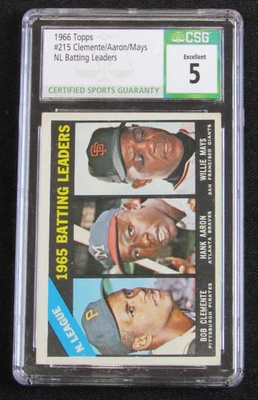 1966 Topps
#215 Clemente/Aaron/Mays
NL Batting Leaders
CERTIFIED SPORTS GUARANTY
CSG
Excellent
5
1965 BATTING LEADERS
N. LEAGUE
BOB CLEMENTE
PITTSBURGH PIRATES
HANK AARON
ATLANTA BRAVES
WILLIE MAYS
SAN FRANCISCO GIANTS
P
M
SF